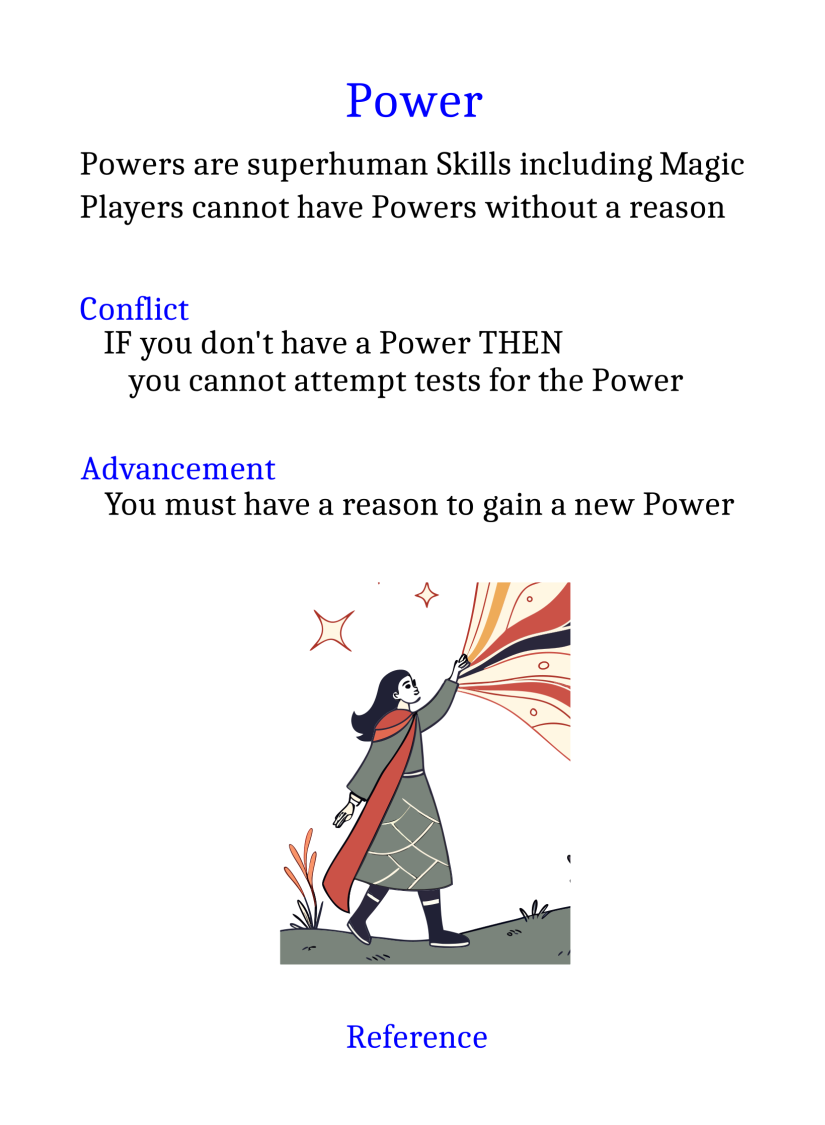 Power
Powers are superhuman Skills including Magic
Players cannot have Powers without a reason
Conflict
IF you don't have a Power THEN
you cannot attempt tests for the Power
Advancement
You must have a reason to gain a new Power
Reference